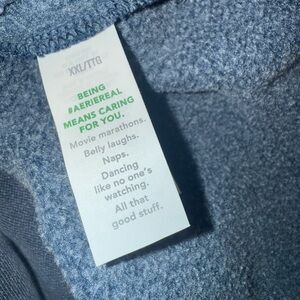 XXL/TTG
BEING
#AERIEREAL
MEANS CARING
FOR YOU.
Movie marathons.
Belly laughs.
Naps.
Dancing
like no one's
watching.
All that
good stuff.